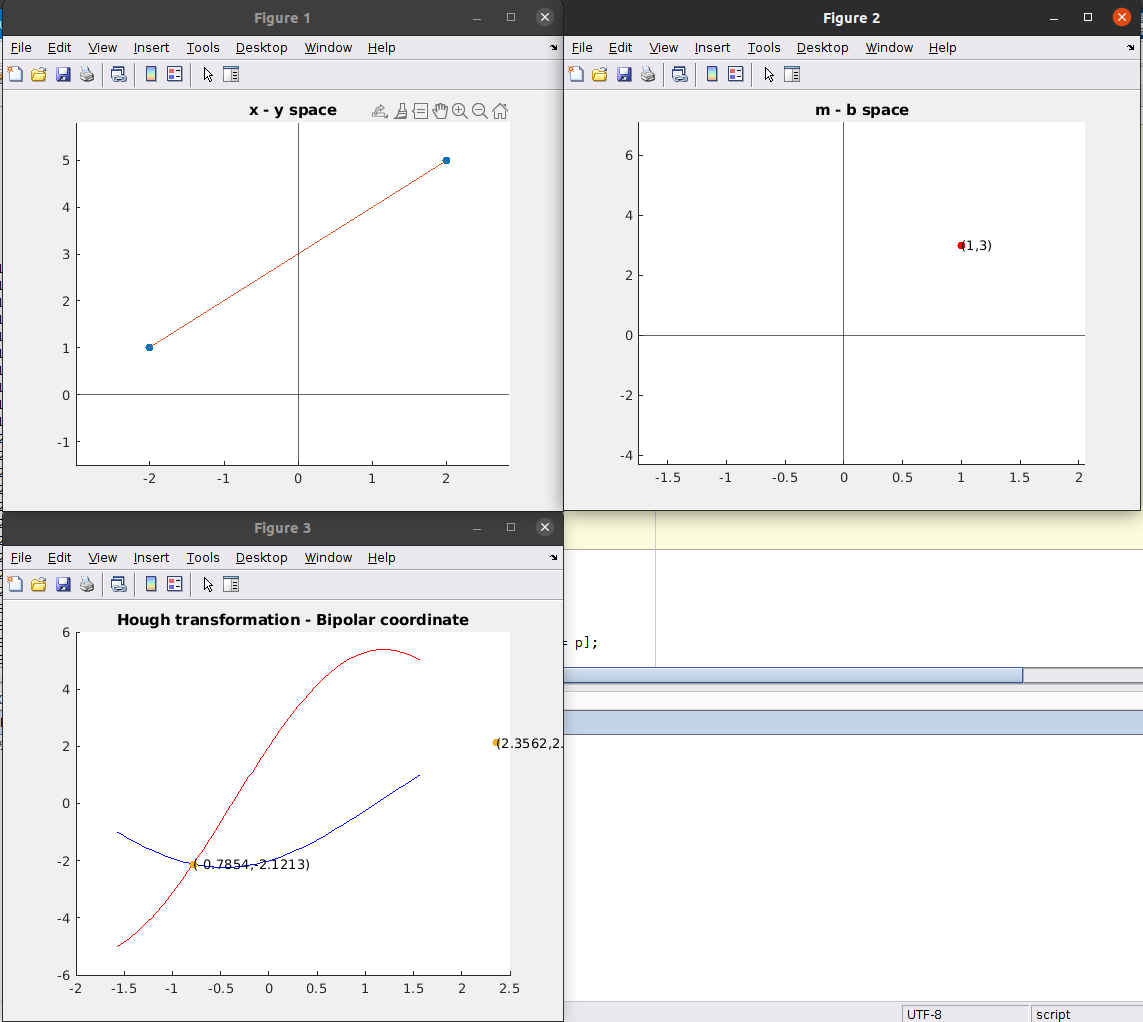 Figure 1
File Edit View Insert Tools Desktop Window Help
x - y space
5
4
3
2
1
0
-1
-2 -1 0 1 2
Figure 2
File Edit View Insert Tools Desktop Window Help
m - b space
6
4
2
0
-2
-4
(1,3)
-1.5 -1 -0.5 0 0.5 1 1.5 2
Figure 3
File Edit View Insert Tools Desktop Window Help
Hough transformation - Bipolar coordinate
6
4
2
0
-2
-4
-6
(2.3562,2.
(-0.7854,-2.1213)
-2 -1.5 -1 -0.5 0 0.5 1 1.5 2 2.5
= p];
UTF-8 script